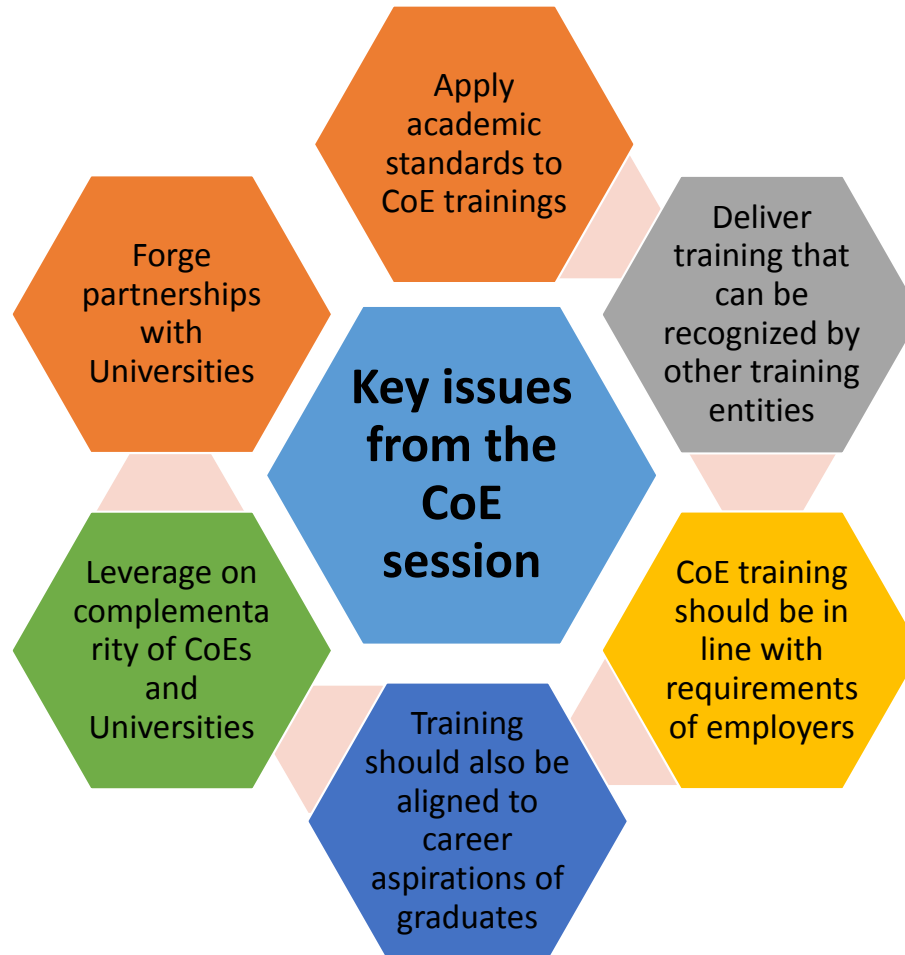 Apply
academic
standards to
CoE trainings
Deliver
training that
can be
recognized by
other training
entities
CoE training
should be in
line with
requirements
of employers
Training
should also be
aligned to
career
aspirations of
graduates
Leverage on
complementa
rity of CoEs
and
Universities
Forge
partnerships
with
Universities
Key issues
from the
CoE
session